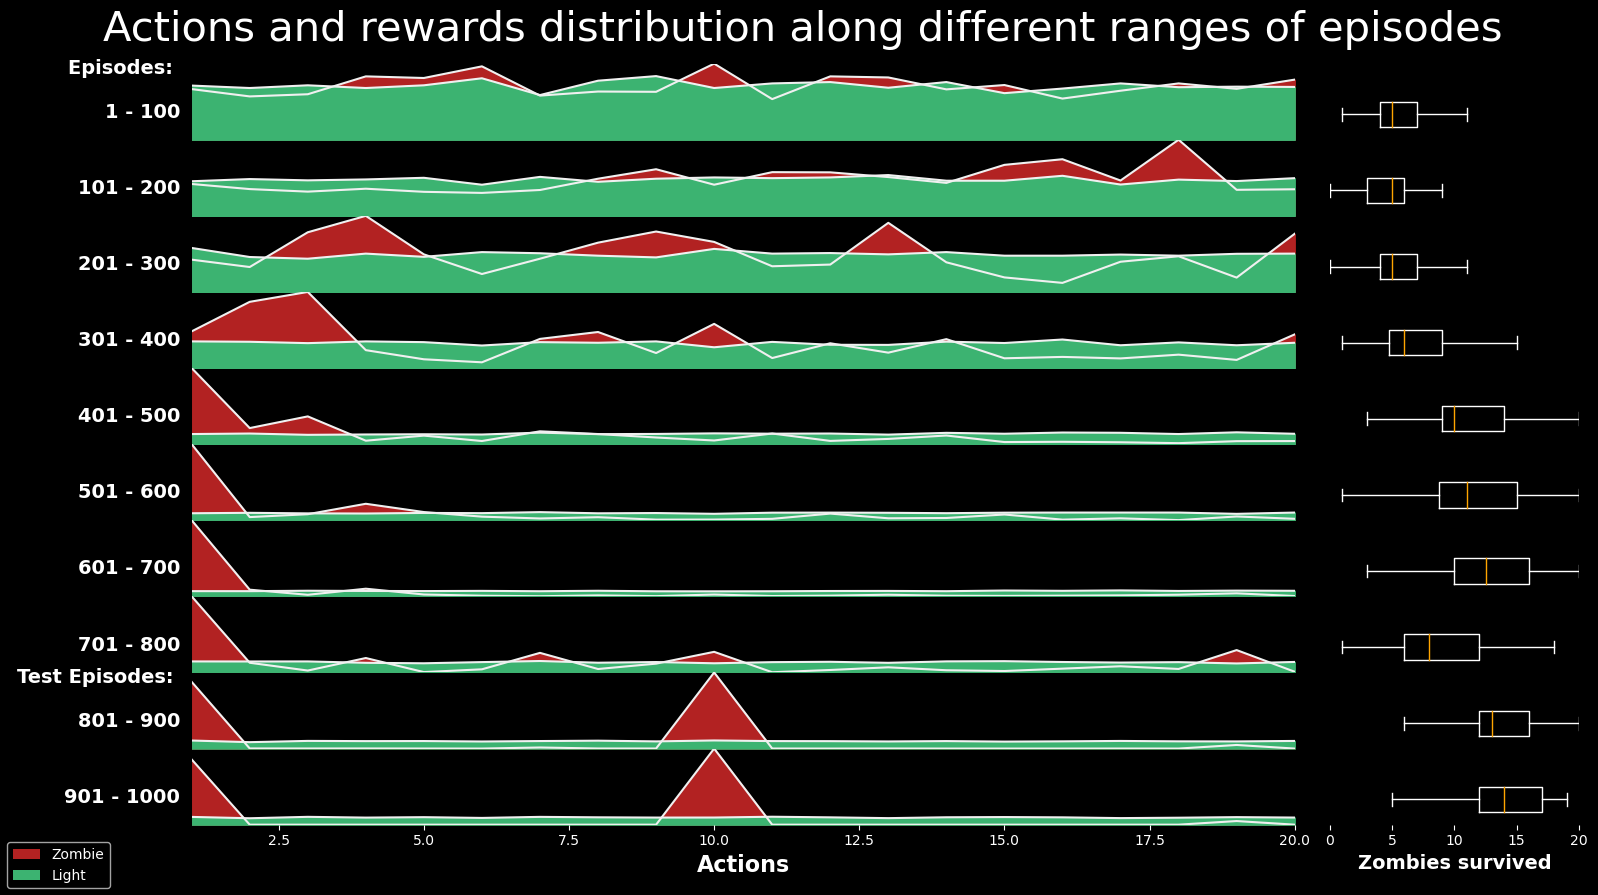 Actions and rewards distribution along different ranges of episodes
Episodes:
1 - 100
101 - 200
201 - 300
301 - 400
401 - 500
501 - 600
601 - 700
701 - 800
Test Episodes:
801 - 900
901 - 1000
2.5 5.0 7.5 10.0 12.5 15.0 17.5 20.0 0 5 10 15 20
Actions
Zombies survived
Zombie
Light